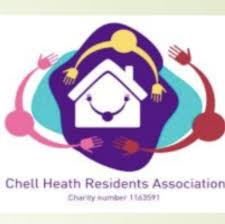 Chell Heath Residents Association
Charity number 1163591